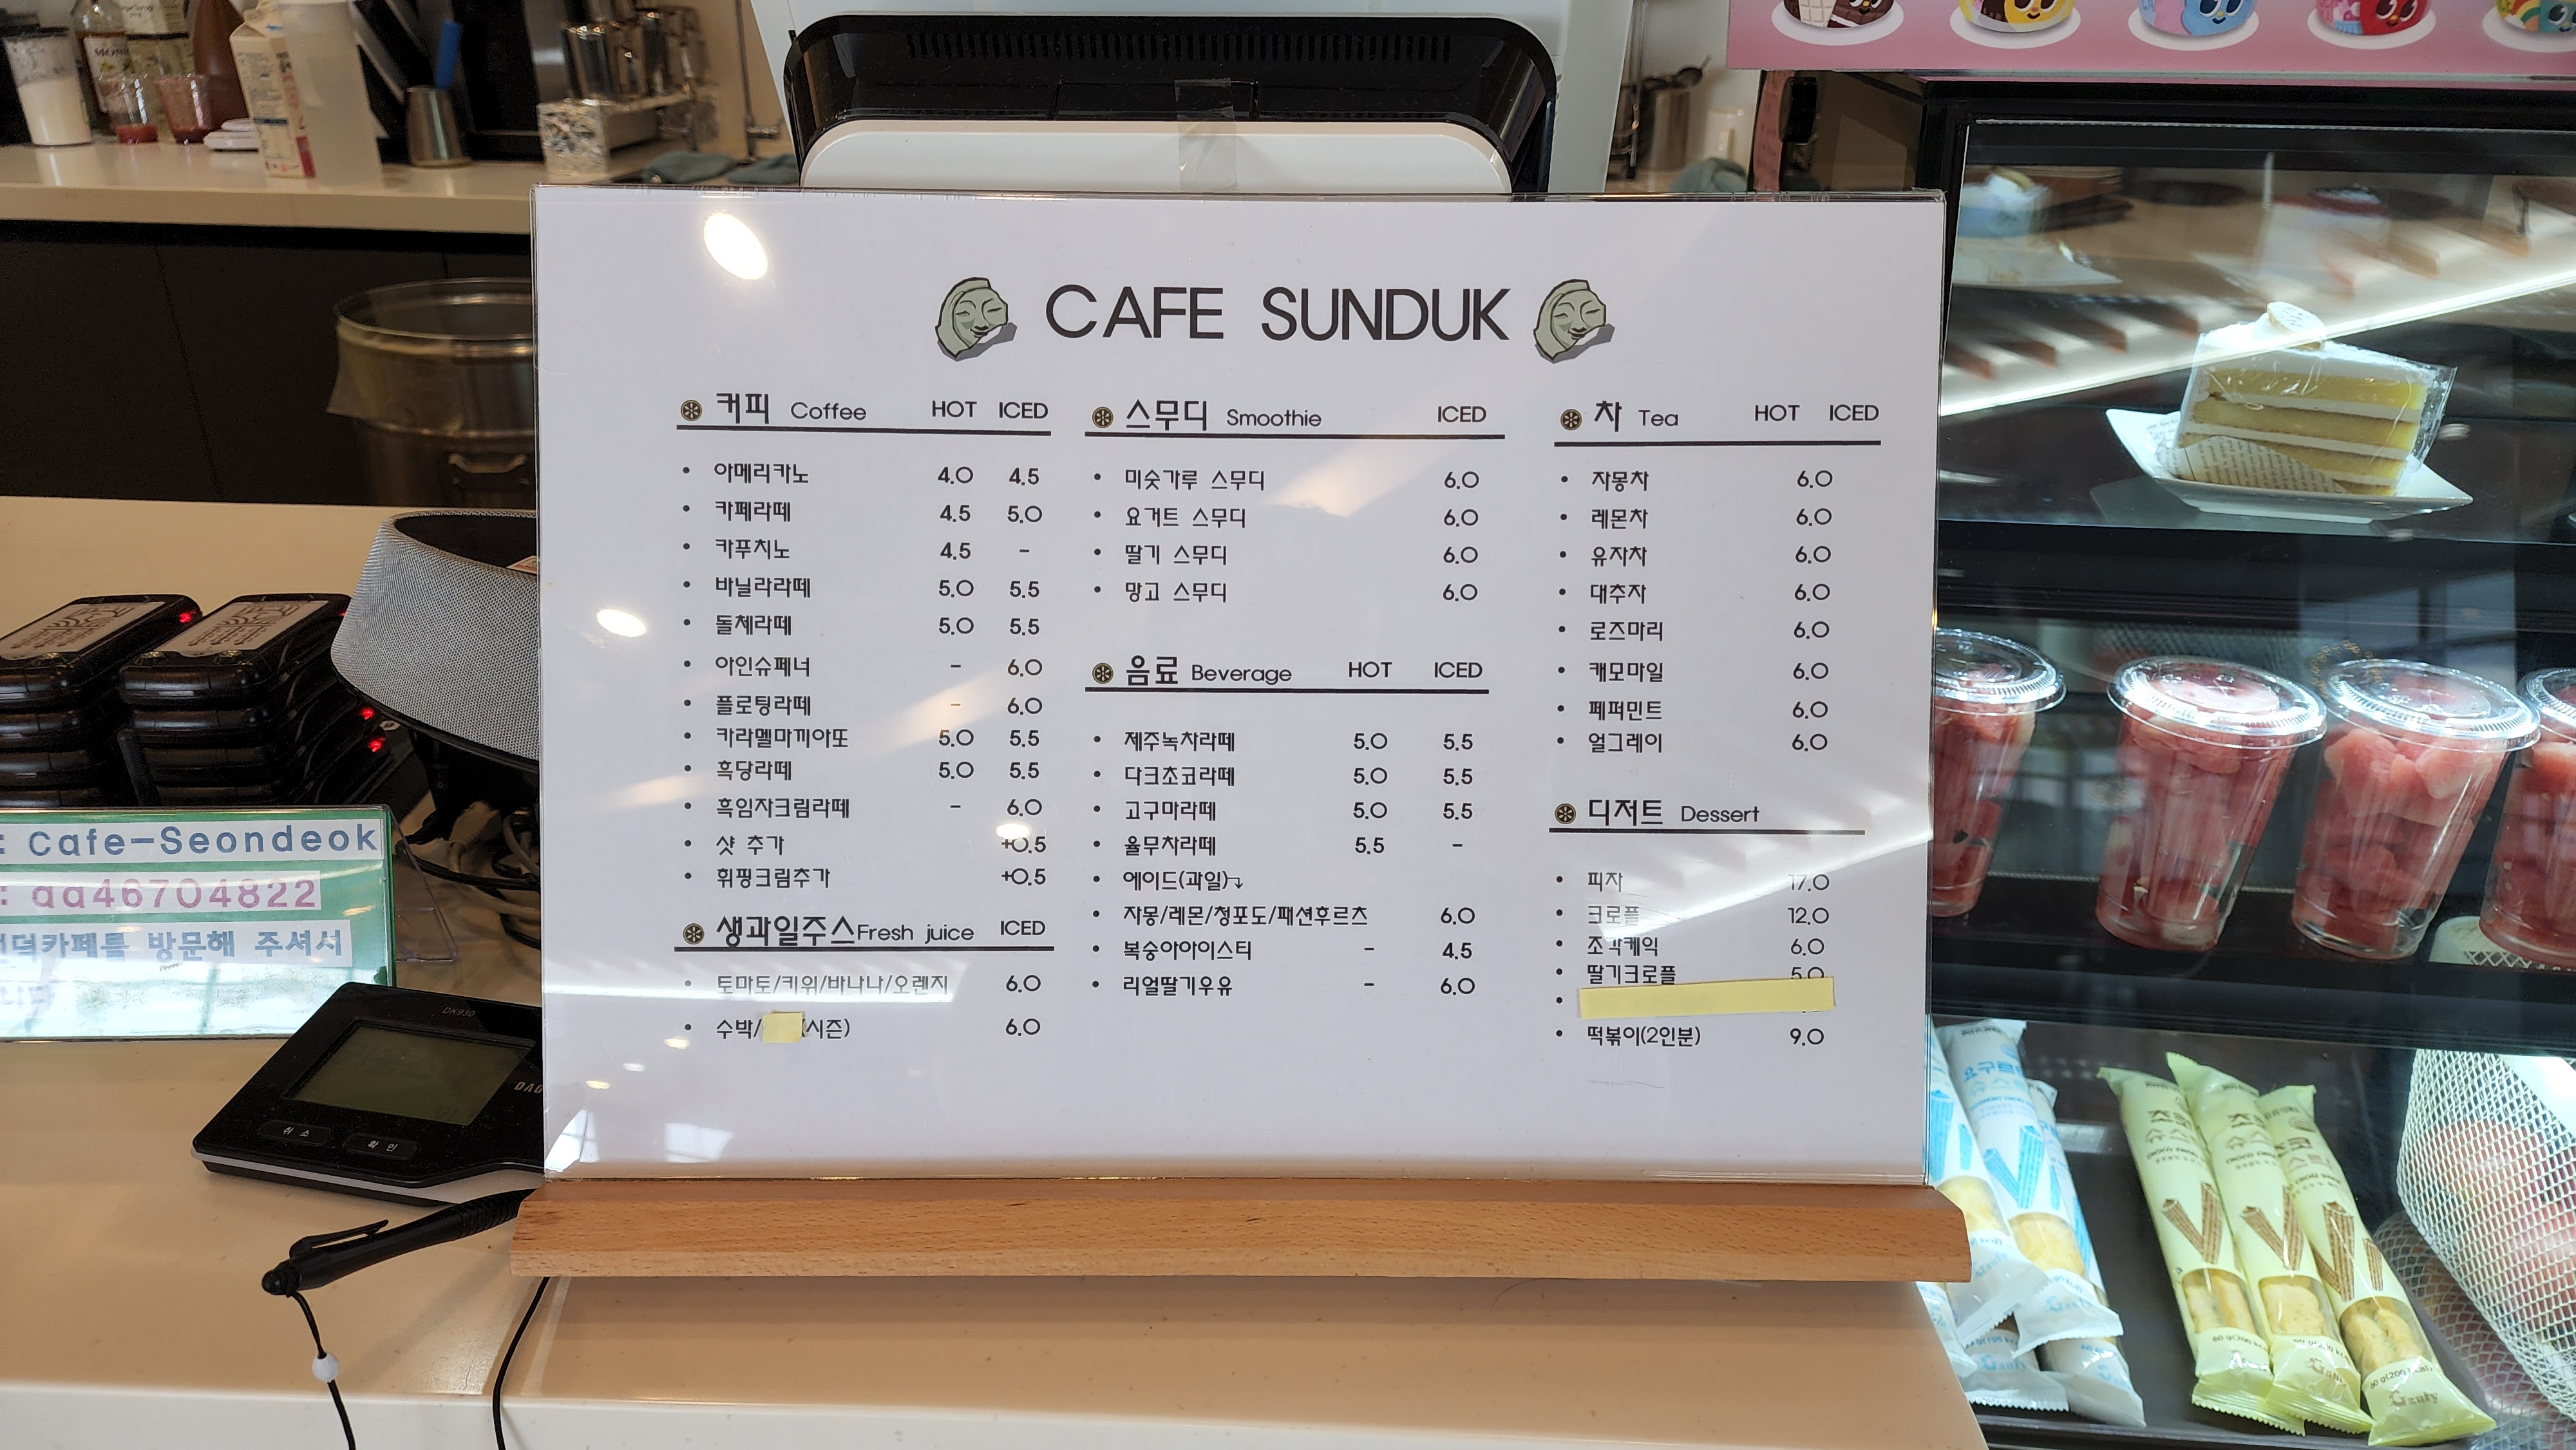 CAFE SUNDUK
커피 Coffee HOT ICED
아메리카노 4.0 4.5
카페라떼 4.5 5.0
카푸치노 4.5 -
바닐라라떼 5.0 5.5
돌체라떼 5.0 5.5
아인슈페너 - 6.0
플로팅라떼 - 6.0
카라멜마끼아또 5.0 5.5
흑당라떼 5.0 5.5
흑임자크림라떼 - 6.0
샷 추가 +0.5
휘핑크림추가 +0.5
생과일주스 Fresh juice ICED
토마토/키위/바나나/오렌지 6.0
수박/ (시즌) 6.0
스무디 Smoothie ICED
미숫가루 스무디 6.0
요거트 스무디 6.0
딸기 스무디 6.0
망고 스무디 6.0
음료 Beverage HOT ICED
제주녹차라떼 5.0 5.5
다크초코라떼 5.0 5.5
고구마라떼 5.0 5.5
율무차라떼 5.5 -
에이드(과일)↴
자몽/레몬/청포도/패션후르츠 6.0
복숭아아이스티 - 4.5
리얼딸기우유 - 6.0
차 Tea HOT ICED
자몽차 6.0
레몬차 6.0
유자차 6.0
대추차 6.0
로즈마리 6.0
캐모마일 6.0
페퍼민트 6.0
얼그레이 6.0
디저트 Dessert
피자 17.0
크로플 12.0
조각케익 6.0
딸기크로플 5.0
떡볶이(2인분) 9.0
: Cafe-Seondeok
: aa46704822
덕카페를 방문해 주셔서
니다
DK930
취소
확인